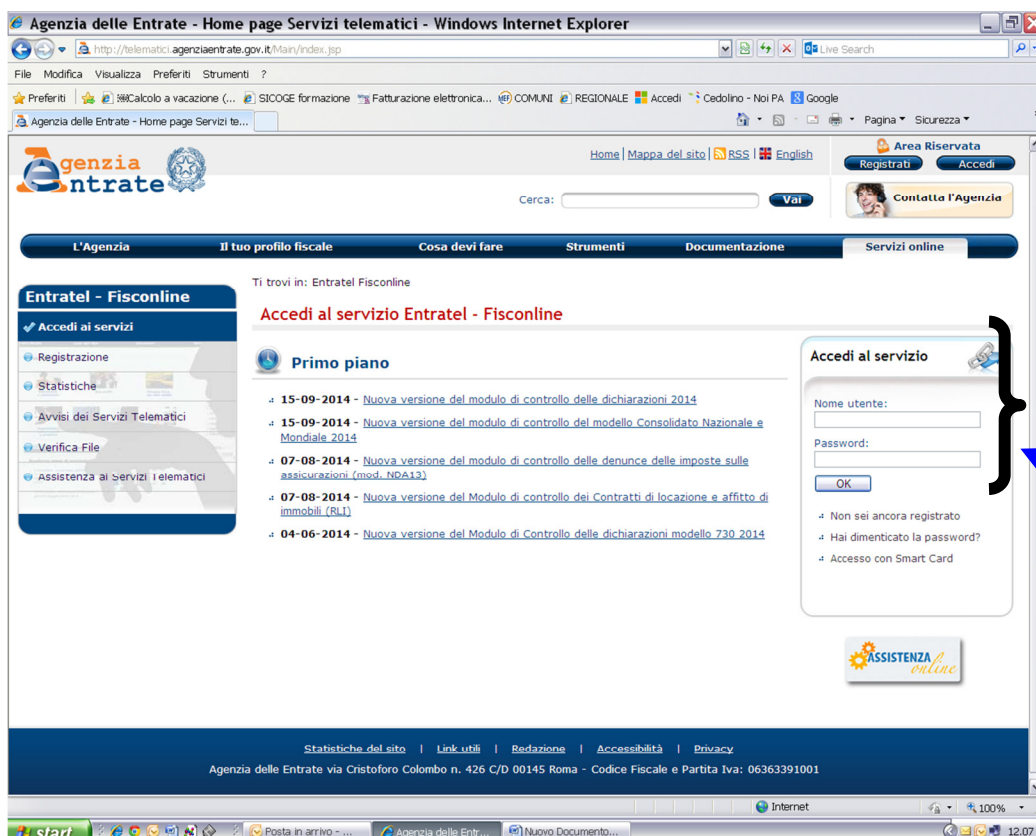 Agenzia delle Entrate - Home page Servizi telematici - Windows Internet Explorer
http://telematici.agenziaentrate.gov.it/Main/index.jsp
Live Search
File Modifica Visualizza Preferiti Strumenti ?
Preferiti
Calcolo a vacazione (...
SICOGE formazione
Fatturazione elettronica...
COMUNI
REGIONALE
Accedi
Cedolino - Noi PA
Google
Agenzia delle Entrate - Home page Servizi te...
Pagina Sicurezza
Agenzia
Entrate
Home | Mappa del sito | RSS | English
Area Riservata
Registrati Accedi
Cerca: Vai
Contatta l'Agenzia
L'Agenzia Il tuo profilo fiscale Cosa devi fare Strumenti Documentazione Servizi online
Entratel - Fisconline
Accedi ai servizi
Registrazione
Statistiche
Avvisi dei Servizi Telematici
Verifica File
Assistenza ai Servizi Telematici
Ti trovi in: Entratel Fisconline
Accedi al servizio Entratel - Fisconline
Primo piano
15-09-2014 - Nuova versione del modulo di controllo delle dichiarazioni 2014
15-09-2014 - Nuova versione del modulo di controllo del modello Consolidato Nazionale e
Mondiale 2014
07-08-2014 - Nuova versione del modulo di controllo delle denunce delle imposte sulle
assicurazioni (mod. NDA13)
07-08-2014 - Nuova versione del Modulo di controllo dei Contratti di locazione e affitto di
immobili (RLI)
04-06-2014 - Nuova versione del Modulo di Controllo delle dichiarazioni modello 730 2014
Accedi al servizio
Nome utente:
Password:
OK
Non sei ancora registrato
Hai dimenticato la password?
Accesso con Smart Card
ASSISTENZA
online
Statistiche del sito | Link utili | Redazione | Accessibilità | Privacy
Agenzia delle Entrate via Cristoforo Colombo n. 426 C/D 00145 Roma - Codice Fiscale e Partita Iva: 06363391001
Internet
100%
start
Posta in arrivo - ...
Agenzia delle Entr...
Nuovo Documento...
12.07